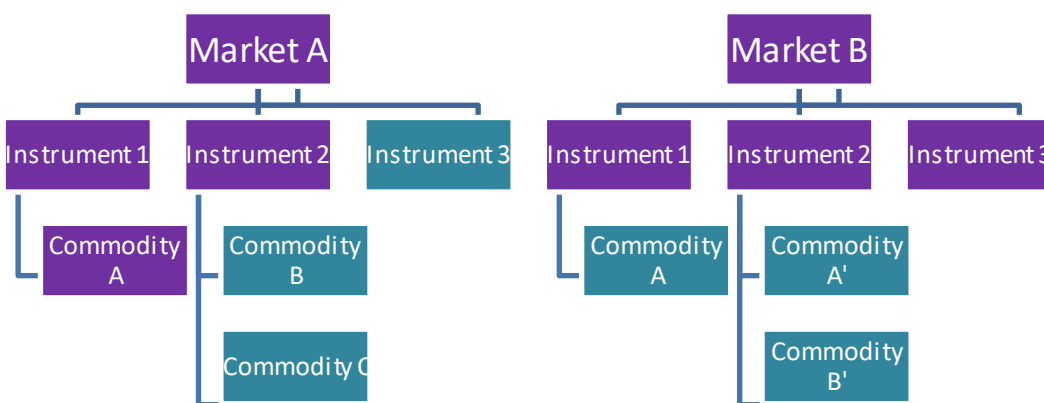 Market A
Market B
Instrument 1
Instrument 2
Instrument 3
Instrument 1
Instrument 2
Instrument 3
Commodity
A
Commodity
B
Commodity
A
Commodity
A'
Commodity C
Commodity
B'